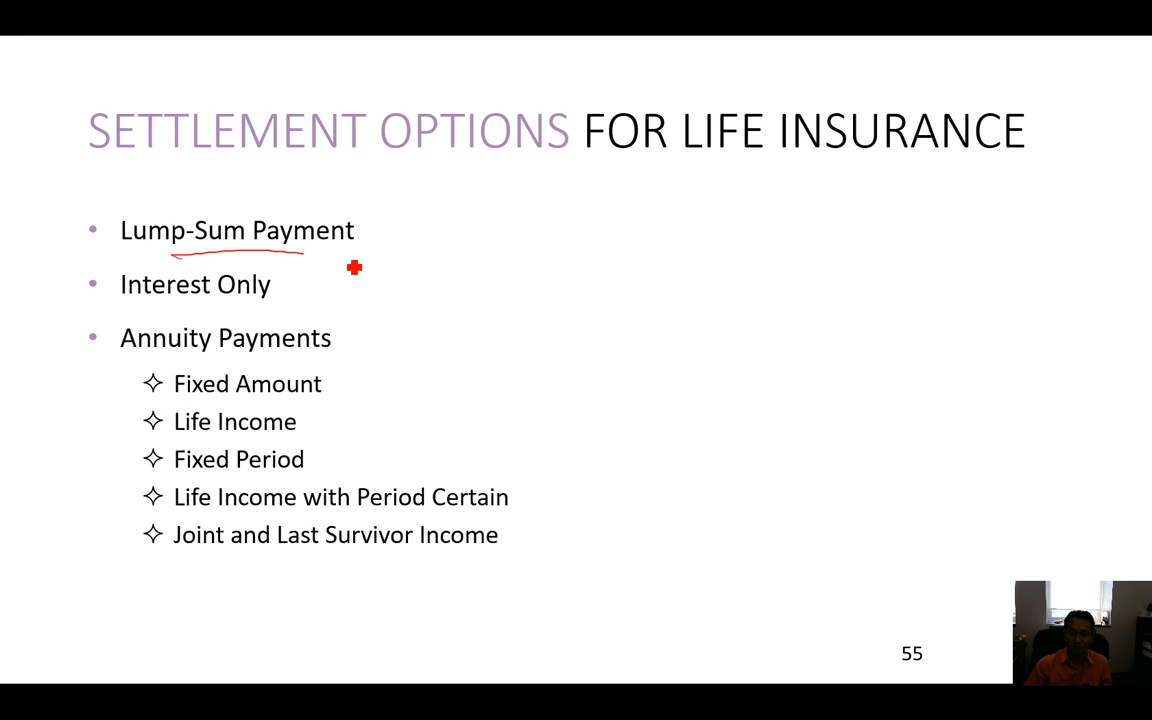 SETTLEMENT OPTIONS FOR LIFE INSURANCE
• Lump-Sum Payment
• Interest Only
• Annuity Payments
✧ Fixed Amount
✧ Life Income
✧ Fixed Period
✧ Life Income with Period Certain
✧ Joint and Last Survivor Income
55